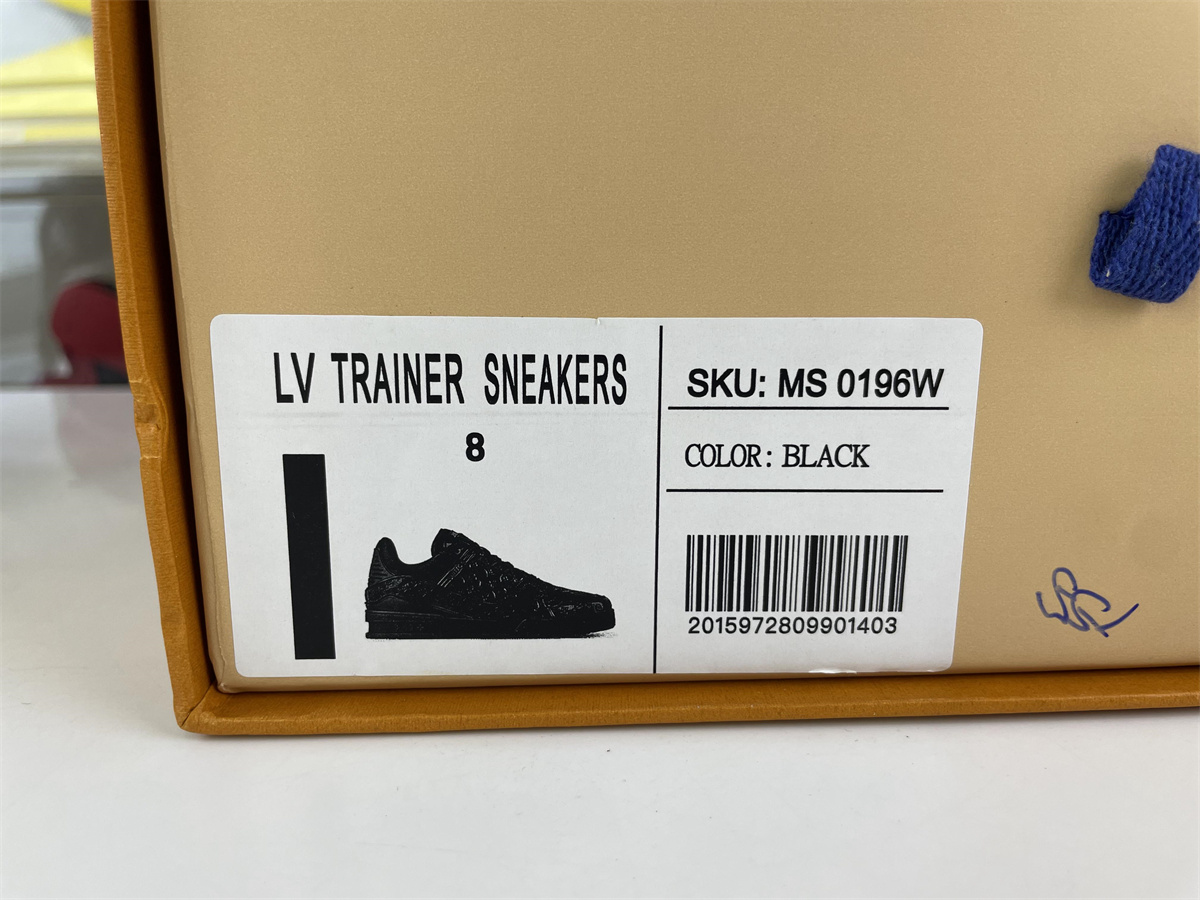 LV TRAINER SNEAKERS
8
SKU: MS 0196W
COLOR: BLACK
2015972809901403